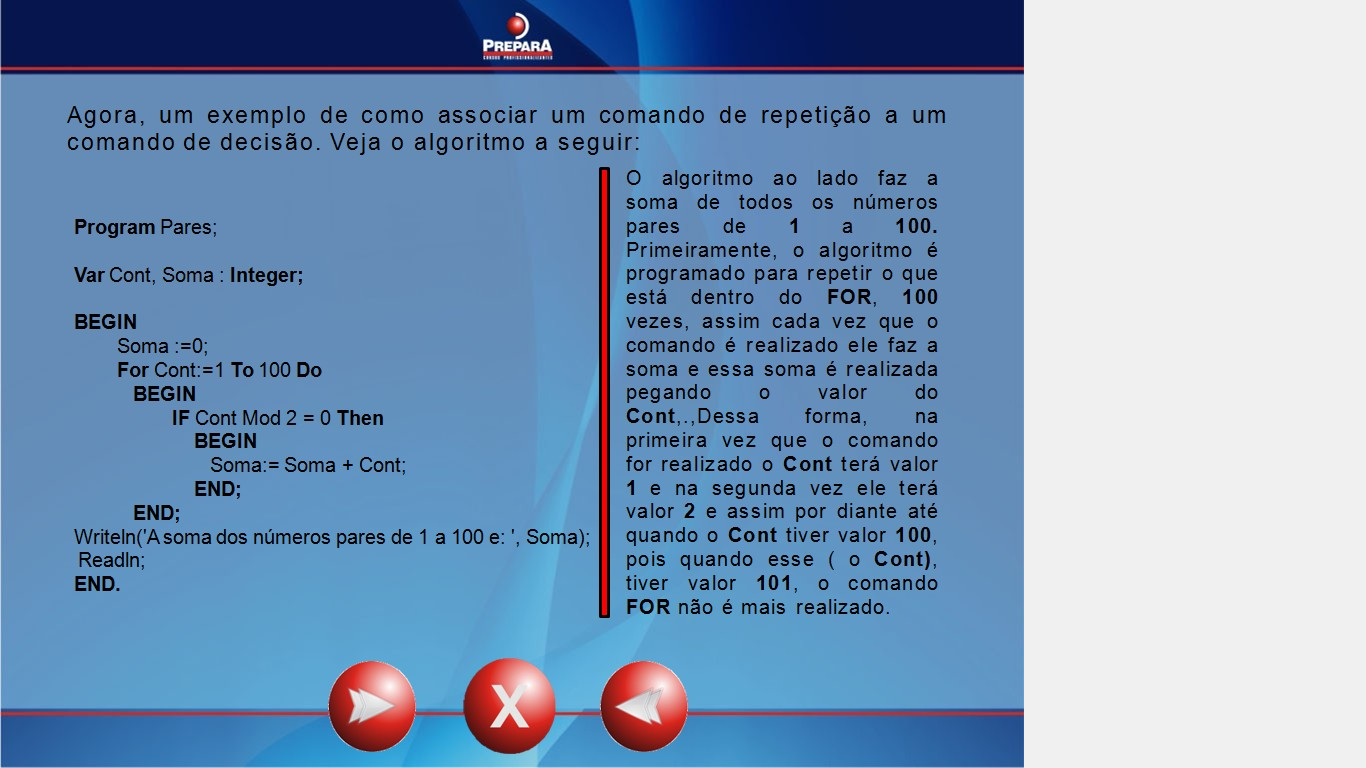 PREPARA
CURSOS PROFISSIONALIZANTES
Agora, um exemplo de como associar um comando de repetição a um
comando de decisão. Veja o algoritmo a seguir:
Program Pares;
Var Cont, Soma : Integer;
BEGIN
Soma :=0;
For Cont:=1 To 100 Do
BEGIN
IF Cont Mod 2 = 0 Then
BEGIN
Soma:= Soma + Cont;
END;
END;
Writeln('A soma dos números pares de 1 a 100 e: ', Soma);
Readln;
END.
O algoritmo ao lado faz a
soma de todos os números
pares de 1 a 100.
Primeiramente, o algoritmo é
programado para repetir o que
está dentro do FOR, 100
vezes, assim cada vez que o
comando é realizado ele faz a
soma e essa soma é realizada
pegando o valor do
Cont,.,Dessa forma, na
primeira vez que o comando
for realizado o Cont terá valor
1 e na segunda vez ele terá
valor 2 e assim por diante até
quando o Cont tiver valor 100,
pois quando esse ( o Cont),
tiver valor 101, o comando
FOR não é mais realizado.
X